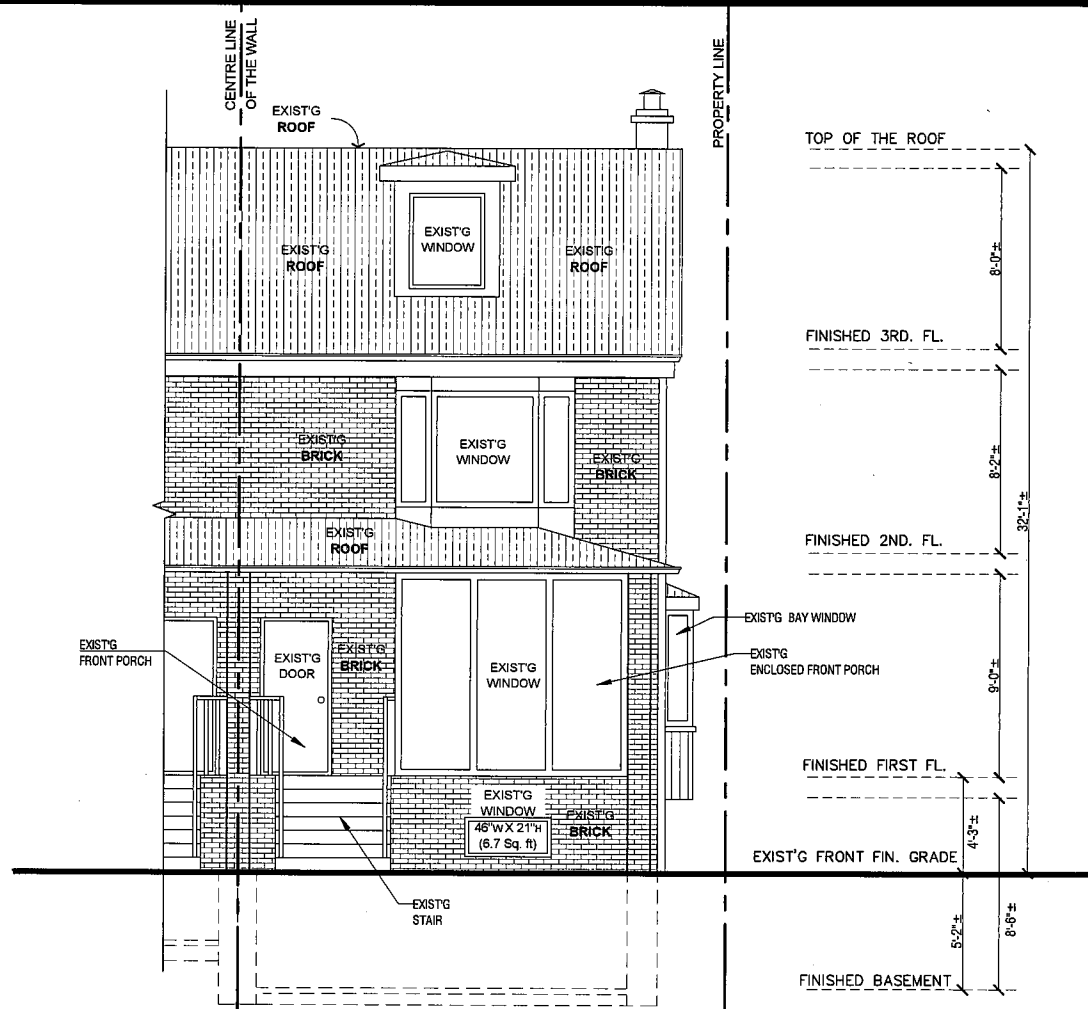 CENTRE LINE
OF THE WALL
PROPERTY LINE
EXIST'G
ROOF
TOP OF THE ROOF
EXIST'G
WINDOW
EXIST'G
ROOF
EXIST'G
ROOF
8'-0"±
FINISHED 3RD. FL.
EXIST'G
BRICK
EXIST'G
WINDOW
EXIST'G
BRICK
8'-2"±
32'-1"±
EXIST'G
ROOF
FINISHED 2ND. FL.
EXIST'G
FRONT PORCH
EXIST'G
DOOR
EXIST'G
BRICK
EXIST'G
WINDOW
EXIST'G BAY WINDOW
EXIST'G
ENCLOSED FRONT PORCH
9'-0"±
FINISHED FIRST FL.
EXIST'G
WINDOW
46"W X 21"H
(6.7 Sq. ft)
EXIST'G
BRICK
4'-3"±
EXIST'G FRONT FIN. GRADE
EXIST'G
STAIR
5'-2"±
8'-6"±
FINISHED BASEMENT